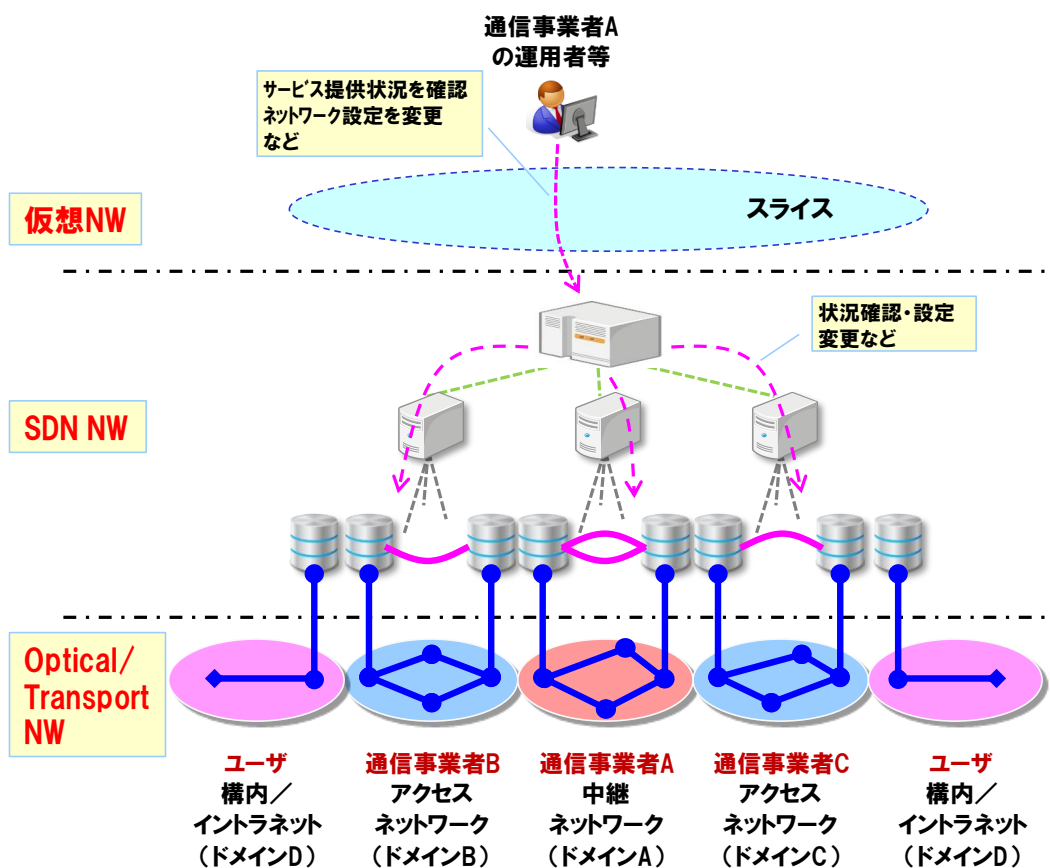 通信事業者A
の運用者等
サービス提供状況を確認
ネットワーク設定を変更
など
仮想NW
スライス
状況確認・設定
変更など
SDN NW
Optical/
Transport
NW
ユーザ
構内／
イントラネット
（ドメインD）
通信事業者B
アクセス
ネットワーク
（ドメインB）
通信事業者A
中継
ネットワーク
（ドメインA）
通信事業者C
アクセス
ネットワーク
（ドメインC）
ユーザ
構内／
イントラネット
（ドメインD）